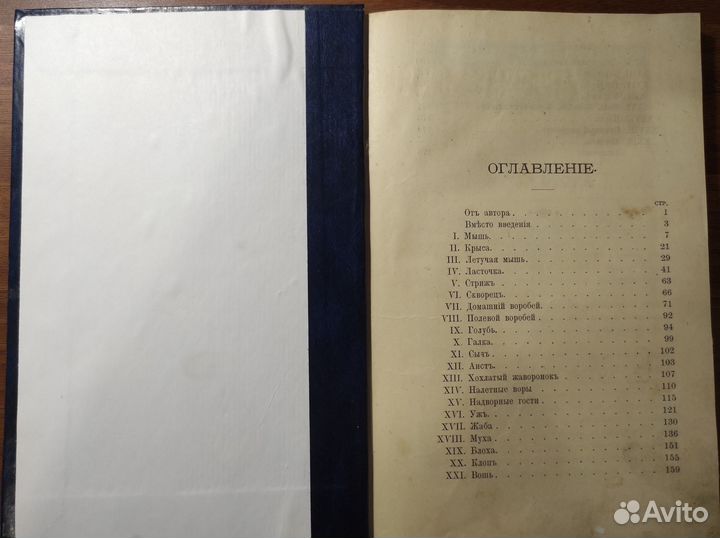 ОГЛАВЛЕНІЕ.
СТР.
Отъ автора . . . . . . . . . . 1
Вмѣсто введенія . . . . . . . . . . 3
I. Мышь. . . . . . . . . . . 7
II. Крыса. . . . . . . . . . . 21
III. Летучая мышь. . . . . . . . . . . 29
IV. Ласточка. . . . . . . . . . . 41
V. Стрижъ . . . . . . . . . . 63
VI. Скворецъ. . . . . . . . . . . 66
VII. Домашній воробей. . . . . . . . . . . 71
VIII. Полевой воробей . . . . . . . . . . 92
IX. Голубь. . . . . . . . . . . 94
X. Галка. . . . . . . . . . . 99
XI. Сычъ . . . . . . . . . . 102
XII. Аистъ. . . . . . . . . . . 103
XIII. Хохлатый жаворонокъ . . . . . . . . . . 107
XIV. Налетные воры . . . . . . . . . . 110
XV. Надворные гости . . . . . . . . . . 115
XVI. Ужъ. . . . . . . . . . . 121
XVII. Жаба . . . . . . . . . . 130
XVIII. Муха . . . . . . . . . . 136
XIX. Блоха. . . . . . . . . . . 151
XX. Клопъ . . . . . . . . . . 155
XXI. Вошь . . . . . . . . . . 159
Avito